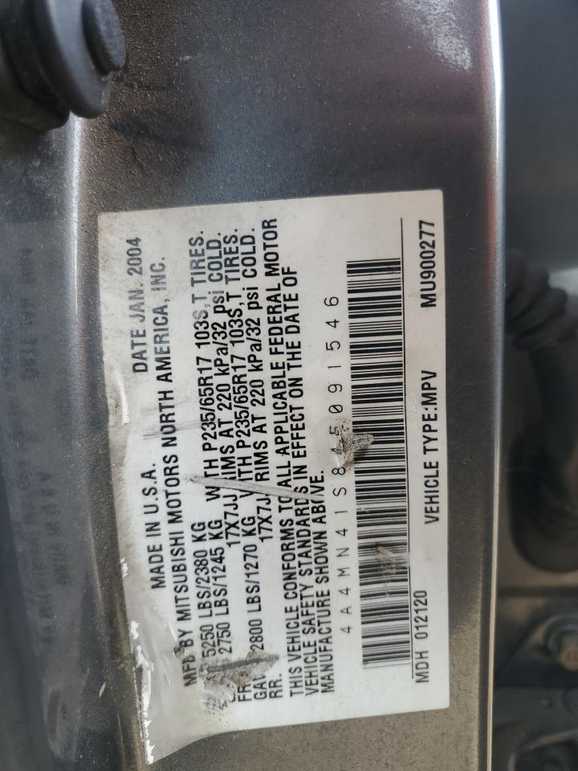 MADE IN U.S.A. DATE JAN. 2004
MFD BY MITSUBISHI MOTORS NORTH AMERICA, INC.
5250 LBS/2380 KG
2750 LBS/1245 KG WITH P235/65R17 103S,T TIRES.
17X7JJ RIMS AT 220 kPa/32 psi COLD.
2800 LBS/1270 KG WITH P235/65R17 103S,T TIRES.
RR. 17X7JJ RIMS AT 220 kPa/32 psi COLD.
THIS VEHICLE CONFORMS TO ALL APPLICABLE FEDERAL MOTOR
VEHICLE SAFETY STANDARDS IN EFFECT ON THE DATE OF
MANUFACTURE SHOWN ABOVE.
VEHICLE TYPE:MPV
MDH 012120 MU900277